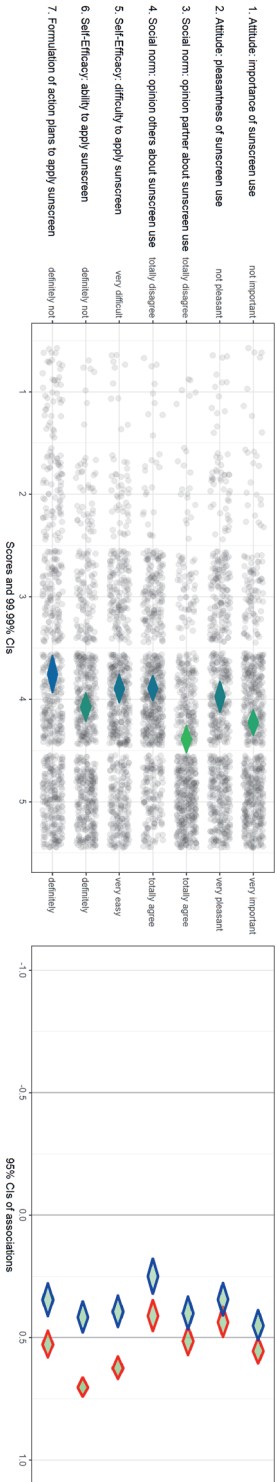 1. Attitude: importance of sunscreen use
not important
very important
2. Attitude: pleasantness of sunscreen use
not pleasant
very pleasant
3. Social norm: opinion partner about sunscreen use
totally disagree
totally agree
4. Social norm: opinion others about sunscreen use
totally disagree
totally agree
5. Self-Efficacy: difficulty to apply sunscreen
very difficult
very easy
6. Self-Efficacy: ability to apply sunscreen
definitely not
definitely
7. Formulation of action plans to apply sunscreen
definitely not
definitely
1
2
3
4
5
Scores and 99.99% CIs
-1.0
-0.5
0.0
0.5
1.0
95% CIs of associations